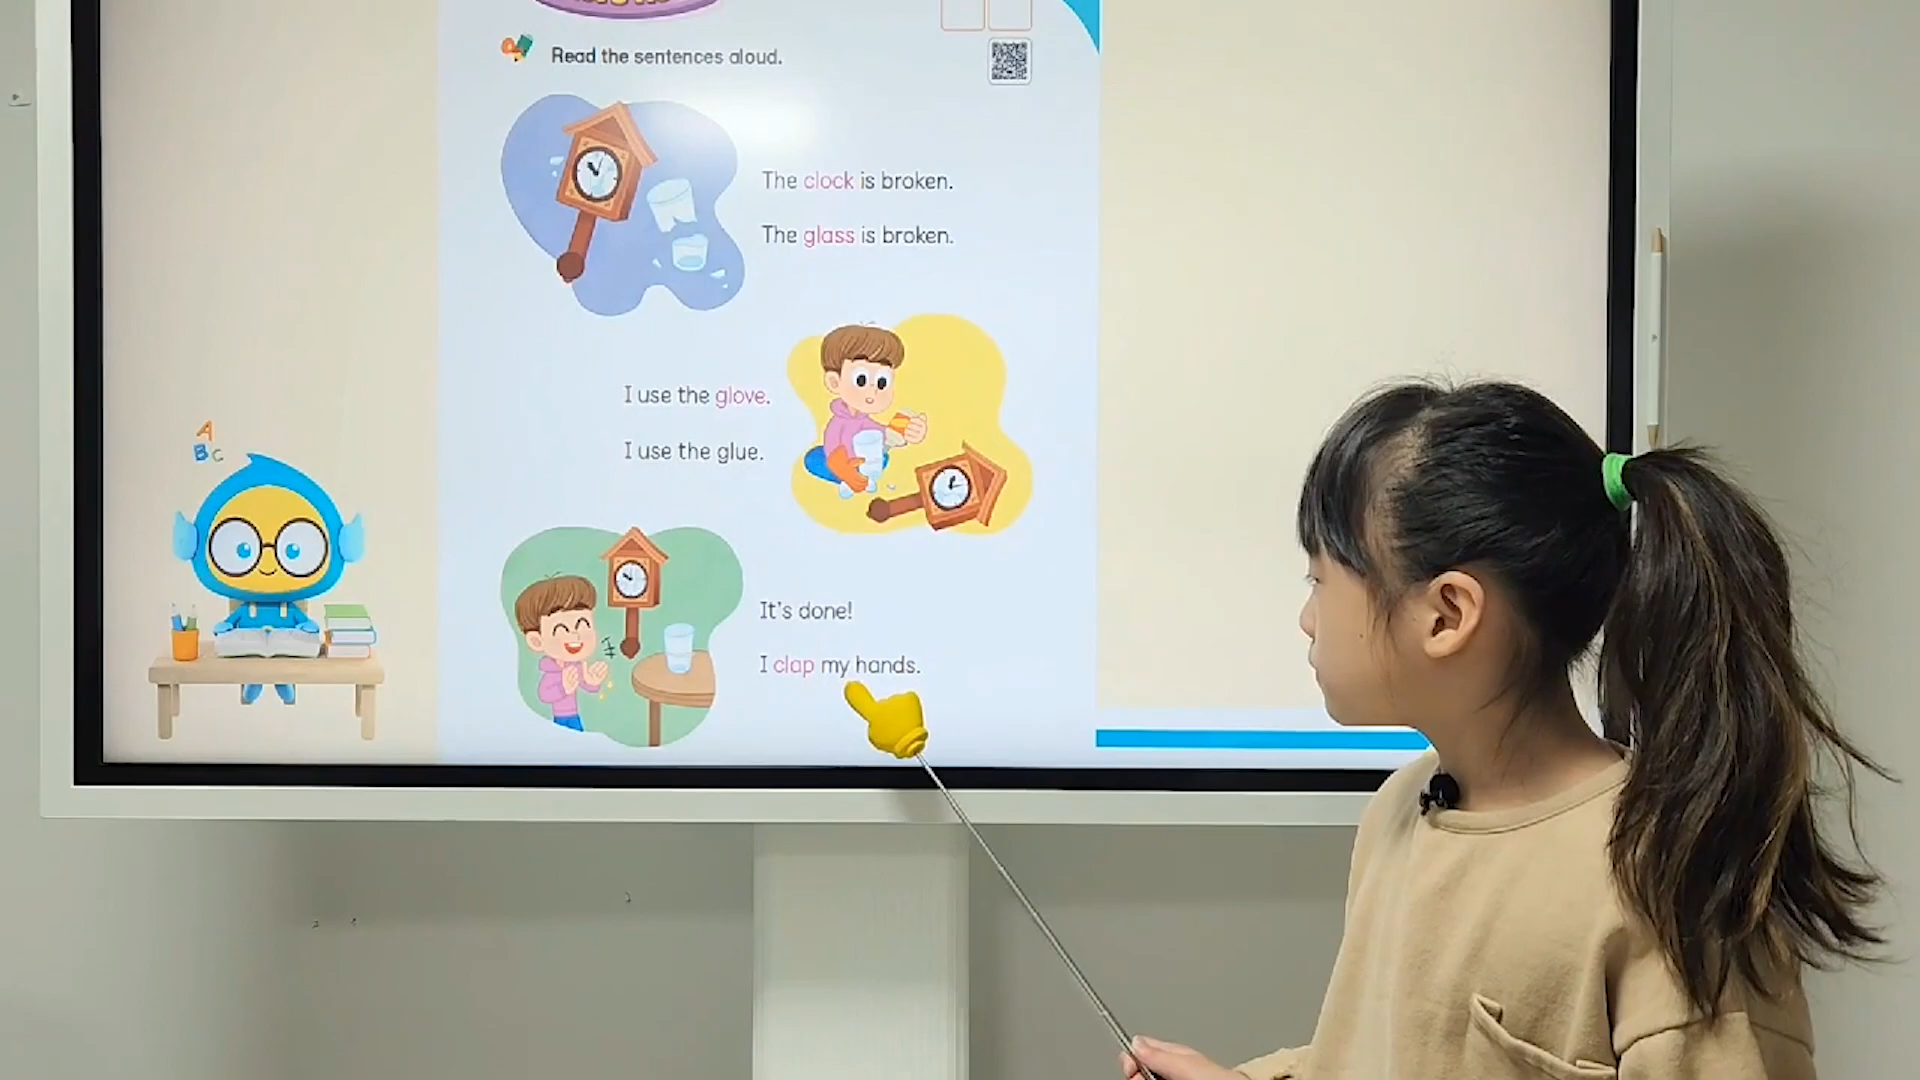 Read the sentences aloud.
The clock is broken.
The glass is broken.
I use the glove.
I use the glue.
It's done!
I clap my hands.
A
B C